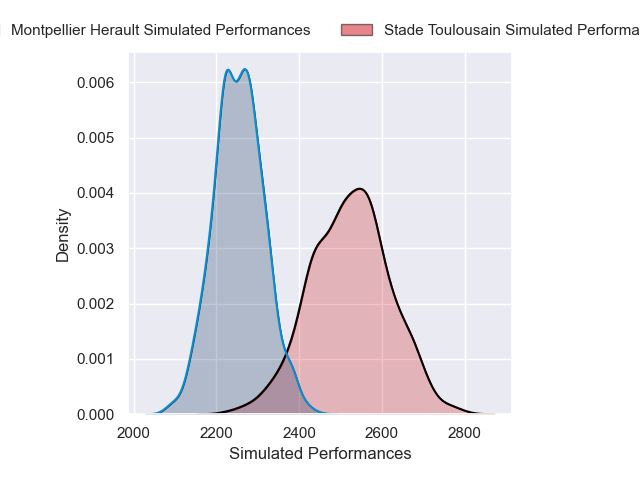 Montpellier Herault Simulated Performances
Stade Toulousain Simulated Performa
0.006
0.005
0.004
0.003
0.002
0.001
0.000
Density
2000 2200 2400 2600 2800
Simulated Performances